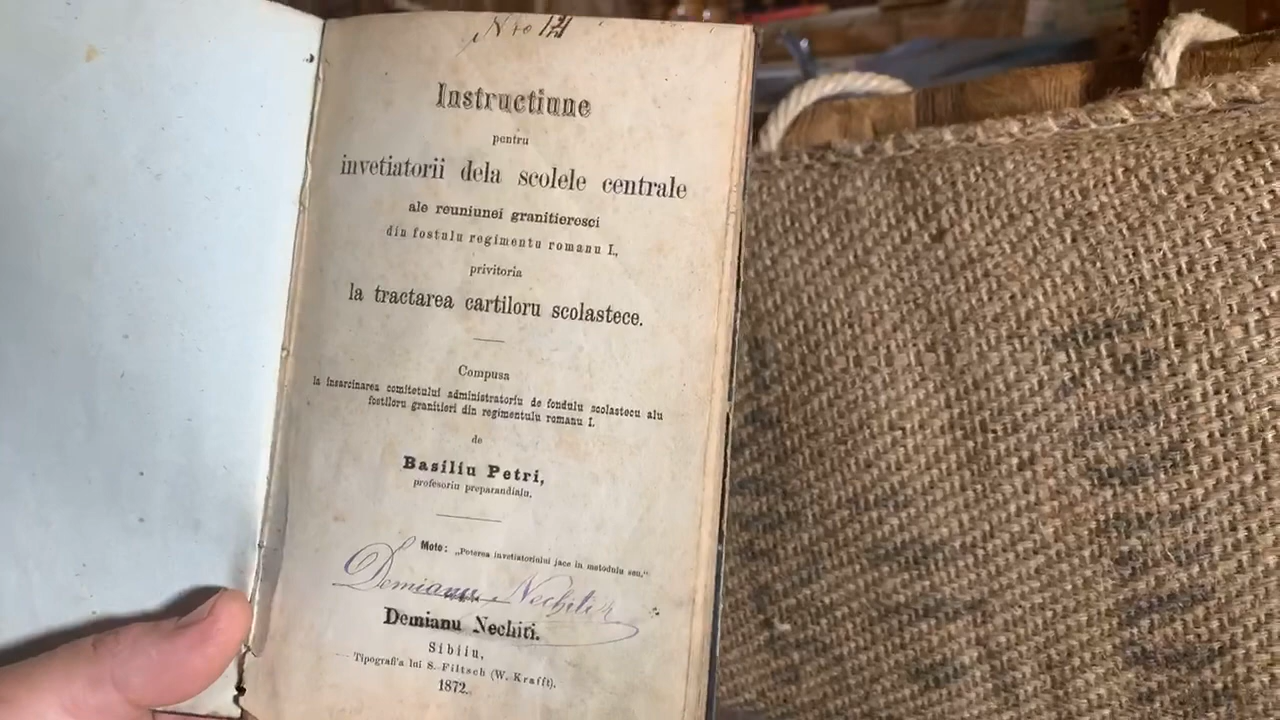 Nro 121
Instructiune
pentru
invetiatorii dela scolele centrale
ale reuniunei granitieresci
din fostulu regimentu romanu I.,
privitoria
la tractarea cartiloru scolastece.
Compusa
la insarcinarea comitetului administratoriu de fondulu scolastecu alu
fostiloru granitieri din regimentulu romanu I.
de
Basiliu Petri,
profesoriu preparandialu.
Moto: „Poterea invetiatoriului jace in metodulu seu."
Demianu Nechiti
Demianu Nechiti.
Sibiiu,
Tipografi'a lui S. Filtsch (W. Krafft).
1872.